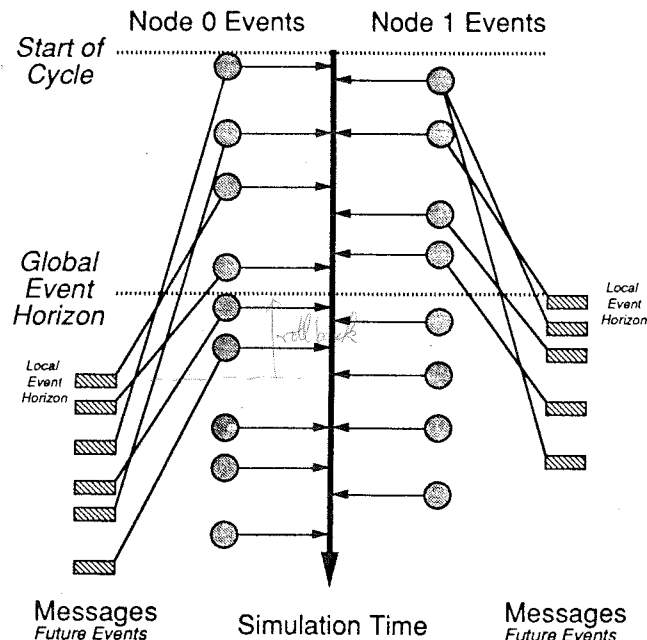 Node 0 Events
Node 1 Events
Start of
Cycle
Global
Event
Horizon
Local
Event
Horizon
rollback
Local
Event
Horizon
Messages
Future Events
Simulation Time
Messages
Future Events